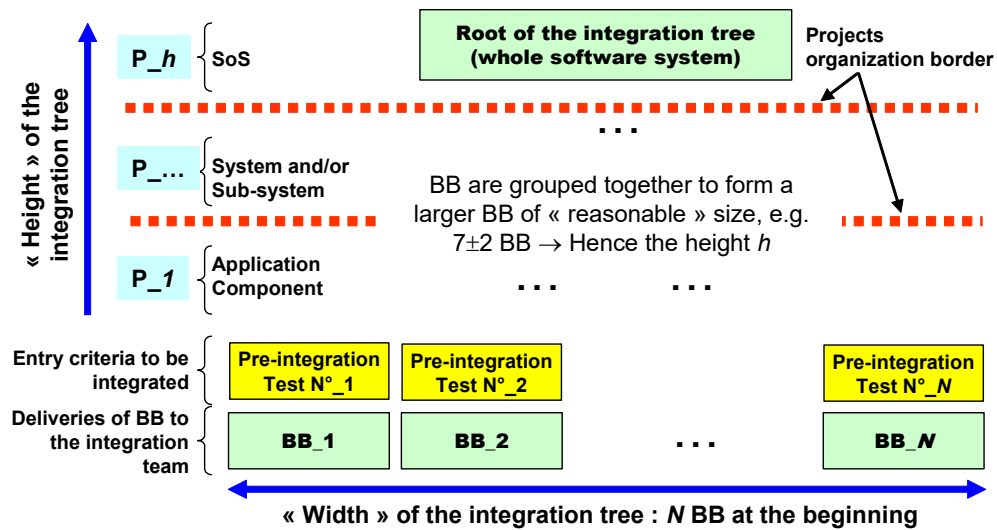 « Height » of the
integration tree
P_h
SoS
Root of the integration tree
(whole software system)
Projects
organization border
...
P_...
System and/or
Sub-system
BB are grouped together to form a
larger BB of « reasonable » size, e.g.
7±2 BB → Hence the height h
P_1
Application
Component
... ...
Entry criteria to be
integrated
Pre-integration
Test N°_1
Pre-integration
Test N°_2
Pre-integration
Test N°_N
Deliveries of BB to
the integration
team
BB_1
BB_2
...
BB_N
« Width » of the integration tree : N BB at the beginning